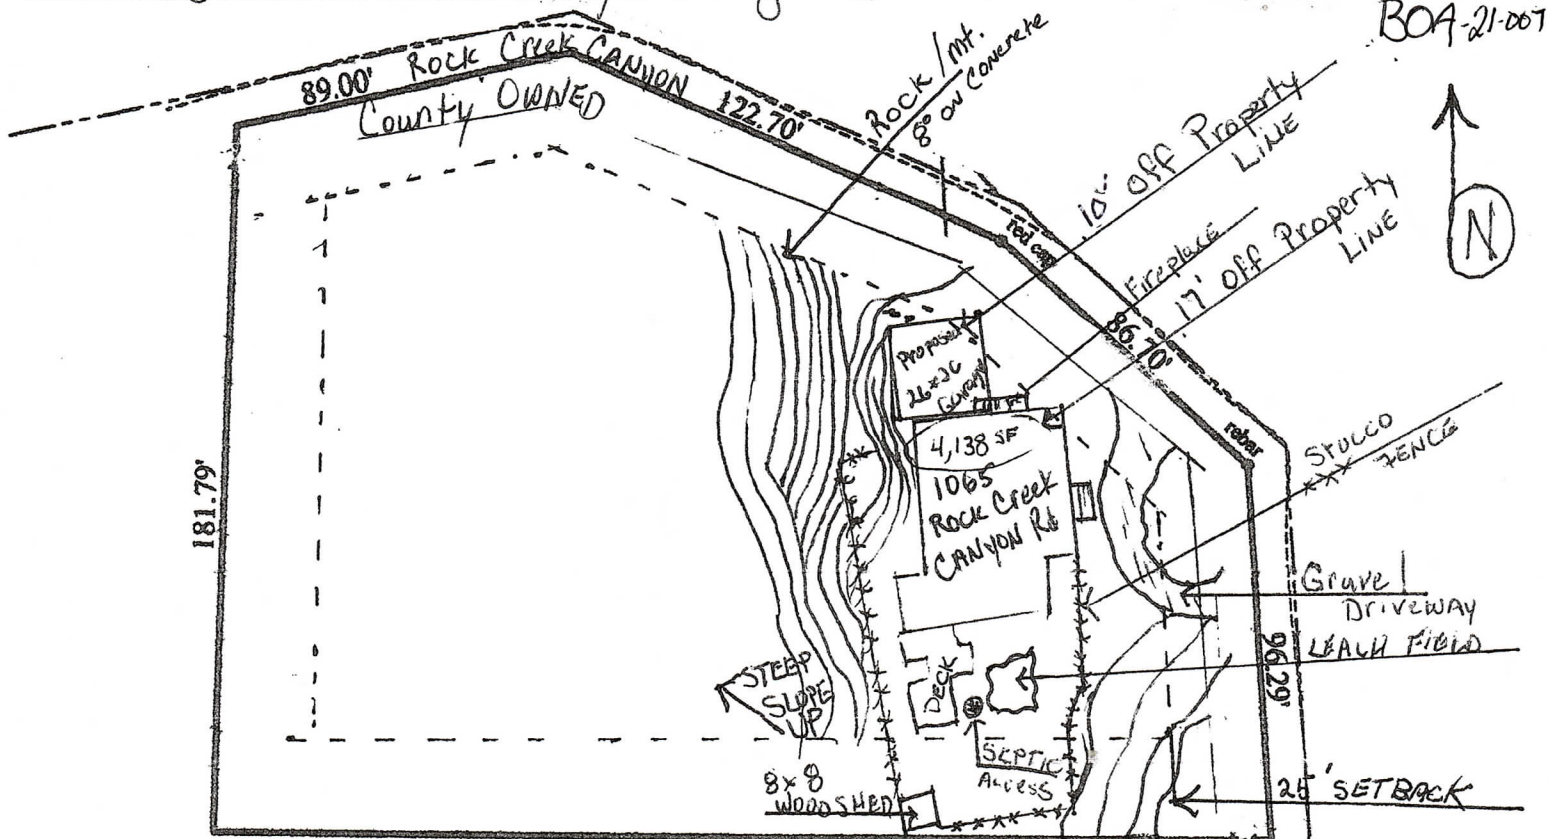 BOA-21-007
89.00' Rock Creek CANYON
County OWNED
122.70'
Rock / mt.
8" on Concrete
10' Off Property
LINE
17' Off Property
LINE
Fireplace
N
red cap
86.70'
rebar
STUCCO
xxx FENCE
Proposed
26x26
Garage
4,138 SF
1065
Rock Creek
CANYON Rd
181.79'
Gravel
DRIVEWAY
LEACH FIELD
96.29'
STEEP
SLOPE
UP
DECK
SEPTIC
Access
8x8
WOODSHED
25' SETBACK